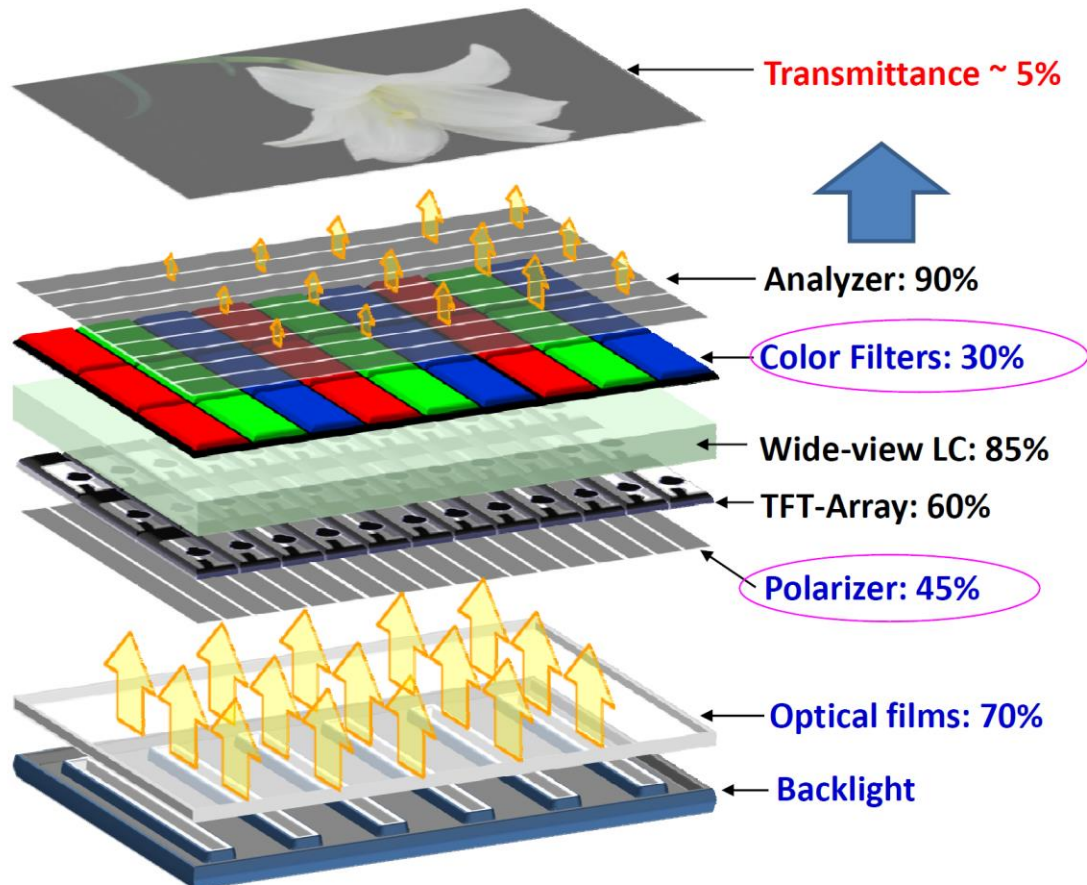 Transmittance ~ 5%
Analyzer: 90%
Color Filters: 30%
Wide-view LC: 85%
TFT-Array: 60%
Polarizer: 45%
Optical films: 70%
Backlight